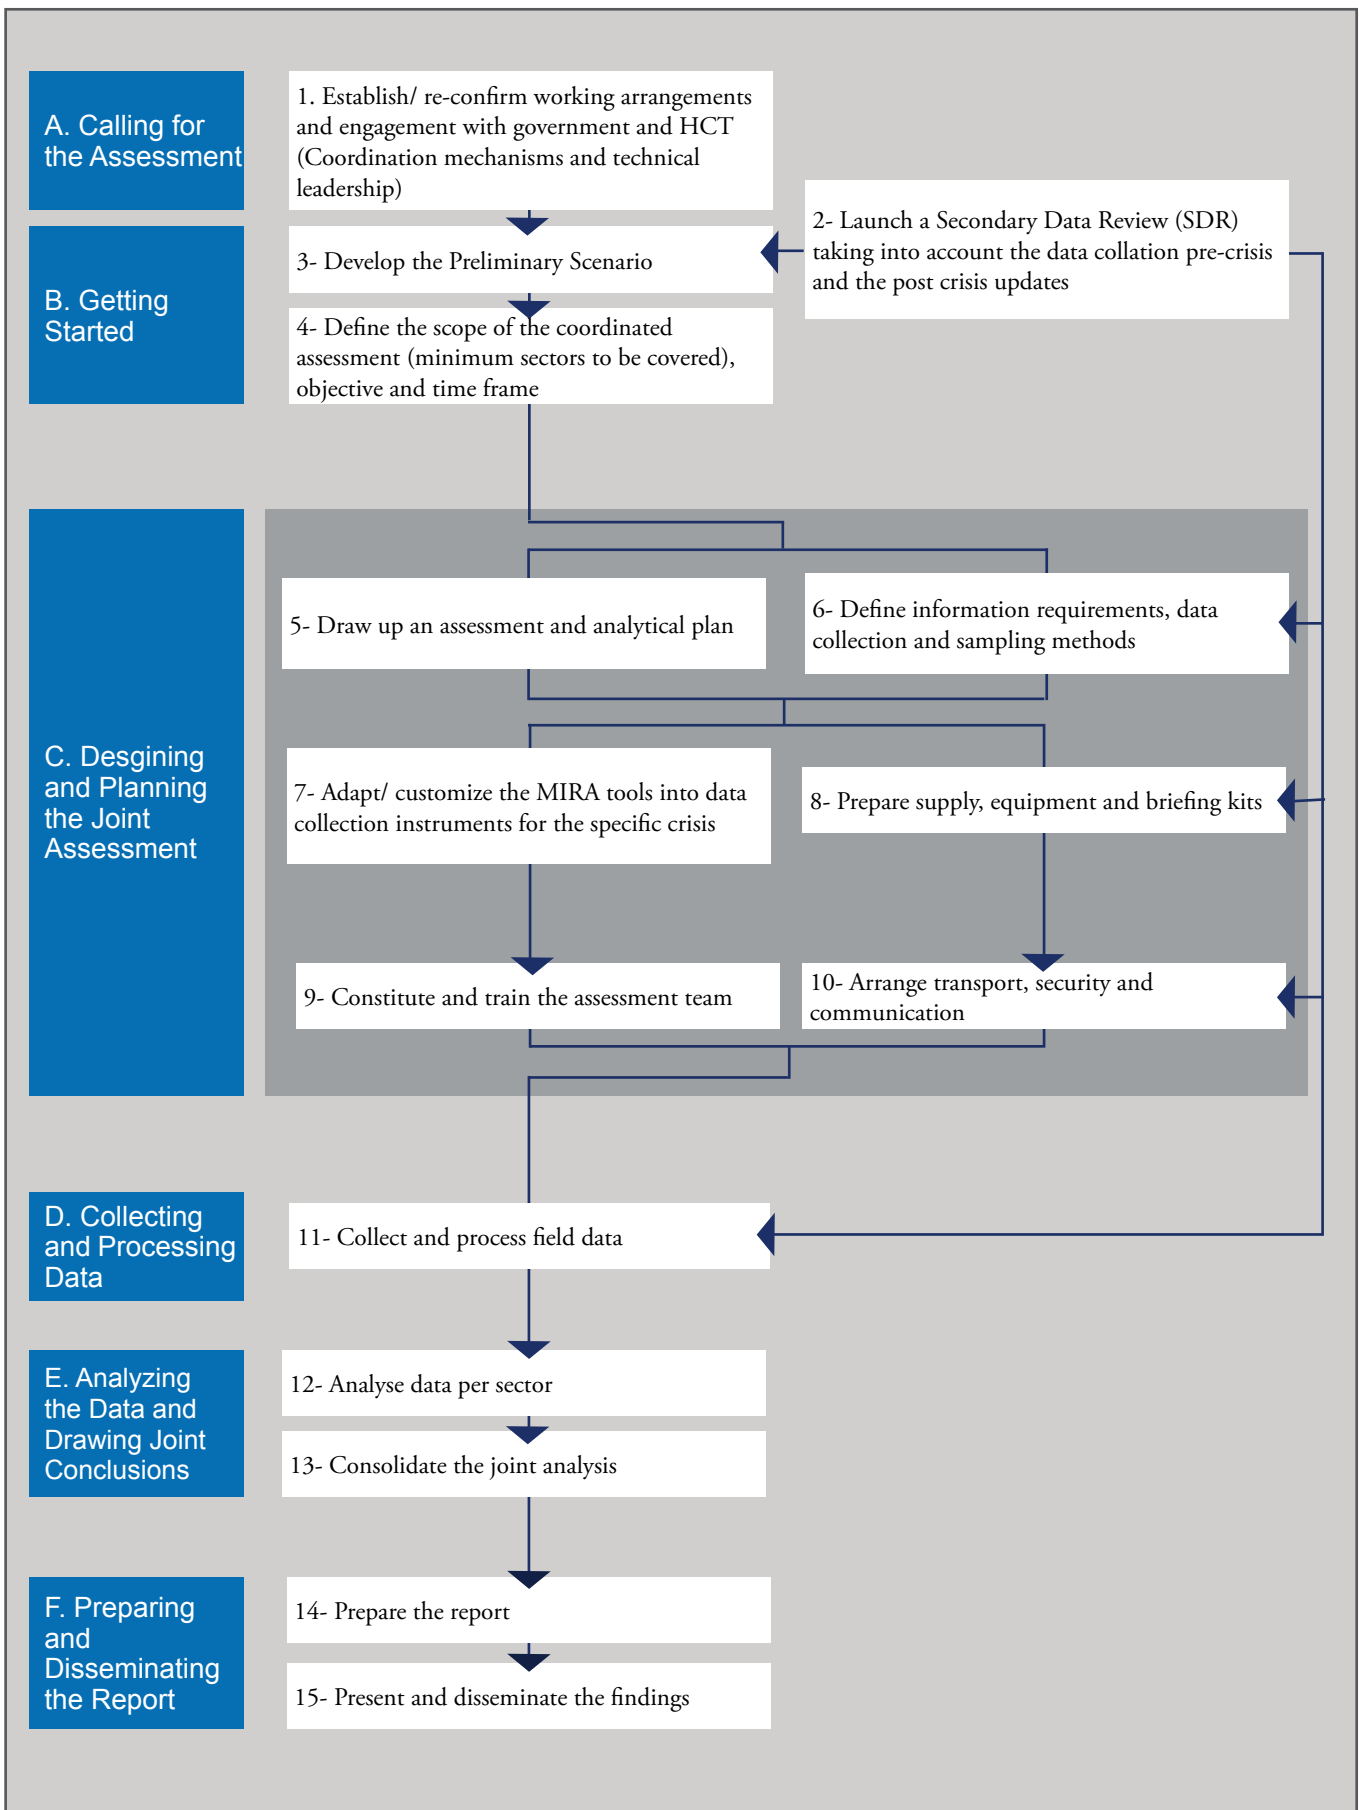 A. Calling for
the Assessment
1. Establish/ re-confirm working arrangements
and engagement with government and HCT
(Coordination mechanisms and technical
leadership)
2- Launch a Secondary Data Review (SDR)
taking into account the data collation pre-crisis
and the post crisis updates
B. Getting
Started
3- Develop the Preliminary Scenario
4- Define the scope of the coordinated
assessment (minimum sectors to be covered),
objective and time frame
C. Desgining
and Planning
the Joint
Assessment
5- Draw up an assessment and analytical plan
6- Define information requirements, data
collection and sampling methods
7- Adapt/ customize the MIRA tools into data
collection instruments for the specific crisis
8- Prepare supply, equipment and briefing kits
9- Constitute and train the assessment team
10- Arrange transport, security and
communication
D. Collecting
and Processing
Data
11- Collect and process field data
E. Analyzing
the Data and
Drawing Joint
Conclusions
12- Analyse data per sector
13- Consolidate the joint analysis
F. Preparing
and
Disseminating
the Report
14- Prepare the report
15- Present and disseminate the findings